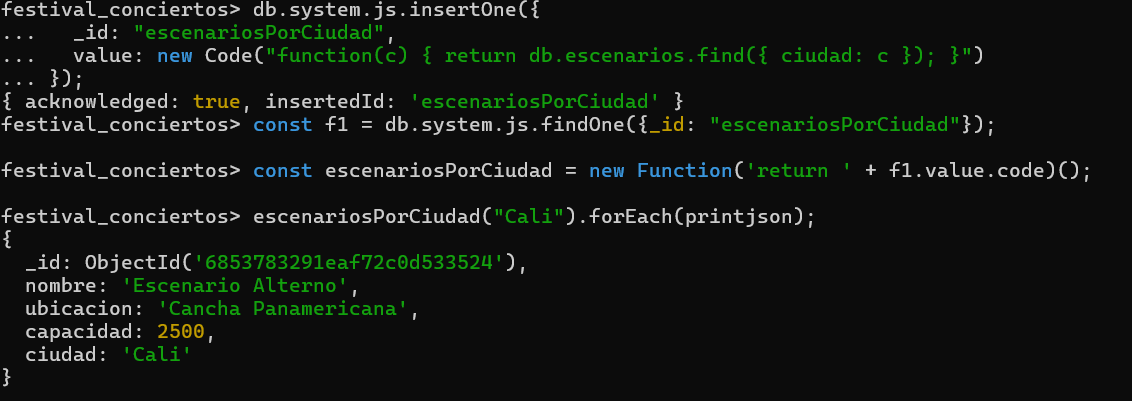 festival_conciertos> db.system.js.insertOne({
...   _id: "escenariosPorCiudad",
...   value: new Code("function(c) { return db.escenarios.find({ ciudad: c }); }")
... });
{ acknowledged: true, insertedId: 'escenariosPorCiudad' }
festival_conciertos> const f1 = db.system.js.findOne({_id: "escenariosPorCiudad"});
festival_conciertos> const escenariosPorCiudad = new Function('return ' + f1.value.code)();
festival_conciertos> escenariosPorCiudad("Cali").forEach(printjson);
{
  _id: ObjectId('6853783291eaf72c0d533524'),
  nombre: 'Escenario Alterno',
  ubicacion: 'Cancha Panamericana',
  capacidad: 2500,
  ciudad: 'Cali'
}